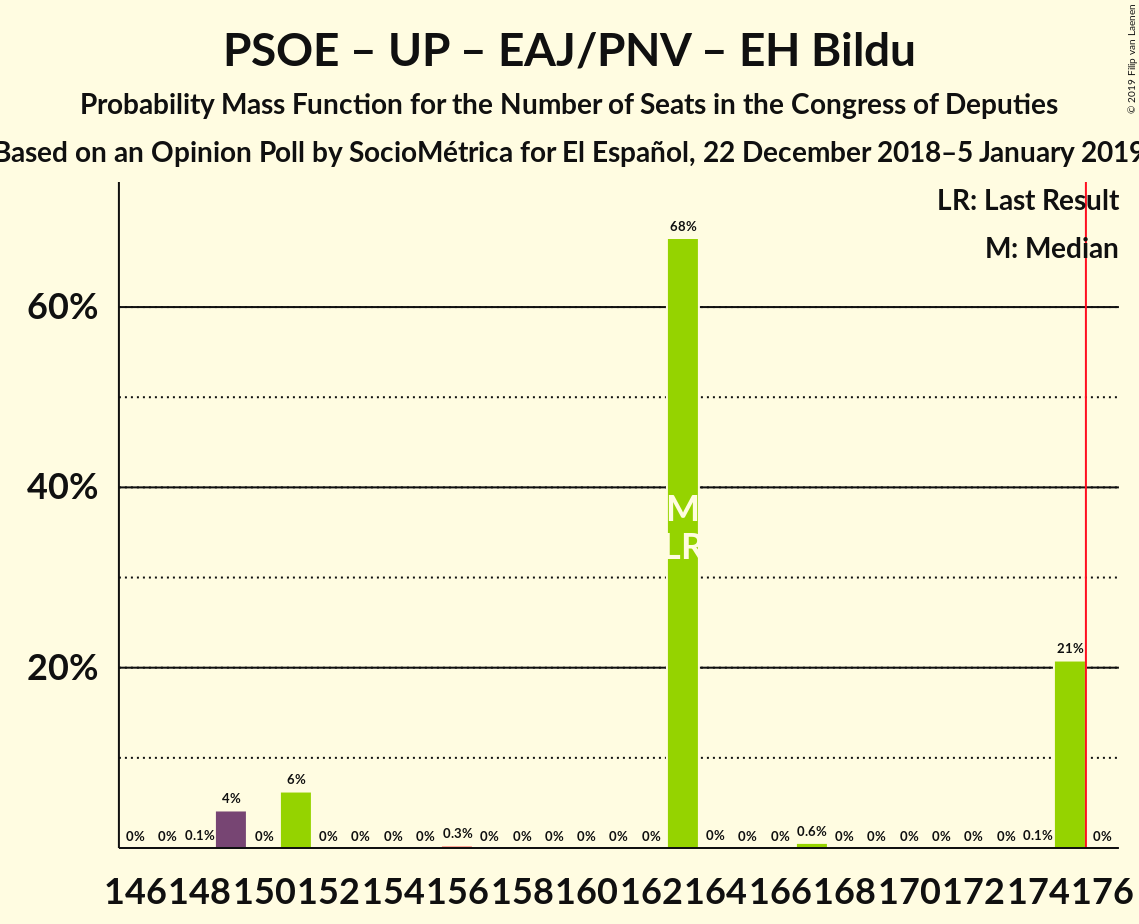 PSOE – UP – EAJ/PNV – EH Bildu
Probability Mass Function for the Number of Seats in the Congress of Deputies
Based on an Opinion Poll by SocioMétrica for El Español, 22 December 2018–5 January 2019
© 2019 Filip van Laenen
LR: Last Result
M: Median
60%
40%
20%
0% 0% 0.1% 4% 0% 6% 0% 0% 0% 0% 0.3% 0% 0% 0% 0% 0% 0% 68% 0% 0% 0% 0.6% 0% 0% 0% 0% 0% 0% 0.1% 21% 0%
M
LR
146 148 150 152 154 156 158 160 162 164 166 168 170 172 174 176